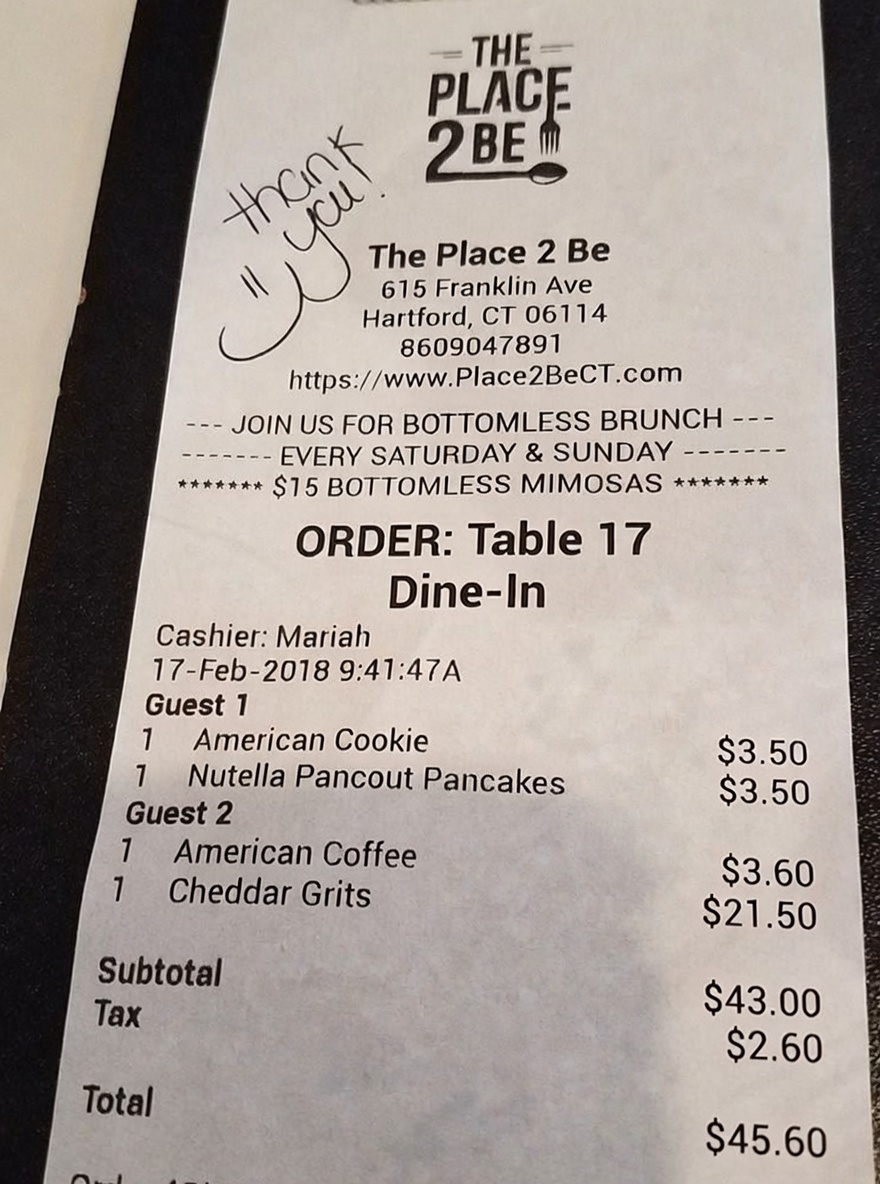 THE
PLACE
2BE
thank
you!
The Place 2 Be
615 Franklin Ave
Hartford, CT 06114
8609047891
https://www.Place2BeCT.com
--- JOIN US FOR BOTTOMLESS BRUNCH ---
------- EVERY SATURDAY & SUNDAY -------
******* $15 BOTTOMLESS MIMOSAS *******
ORDER: Table 17
Dine-In
Cashier: Mariah
17-Feb-2018 9:41:47A
Guest 1
1 American Cookie $3.50
1 Nutella Pancout Pancakes $3.50
Guest 2
1 American Coffee $3.60
1 Cheddar Grits $21.50
Subtotal $43.00
Tax $2.60
Total $45.60